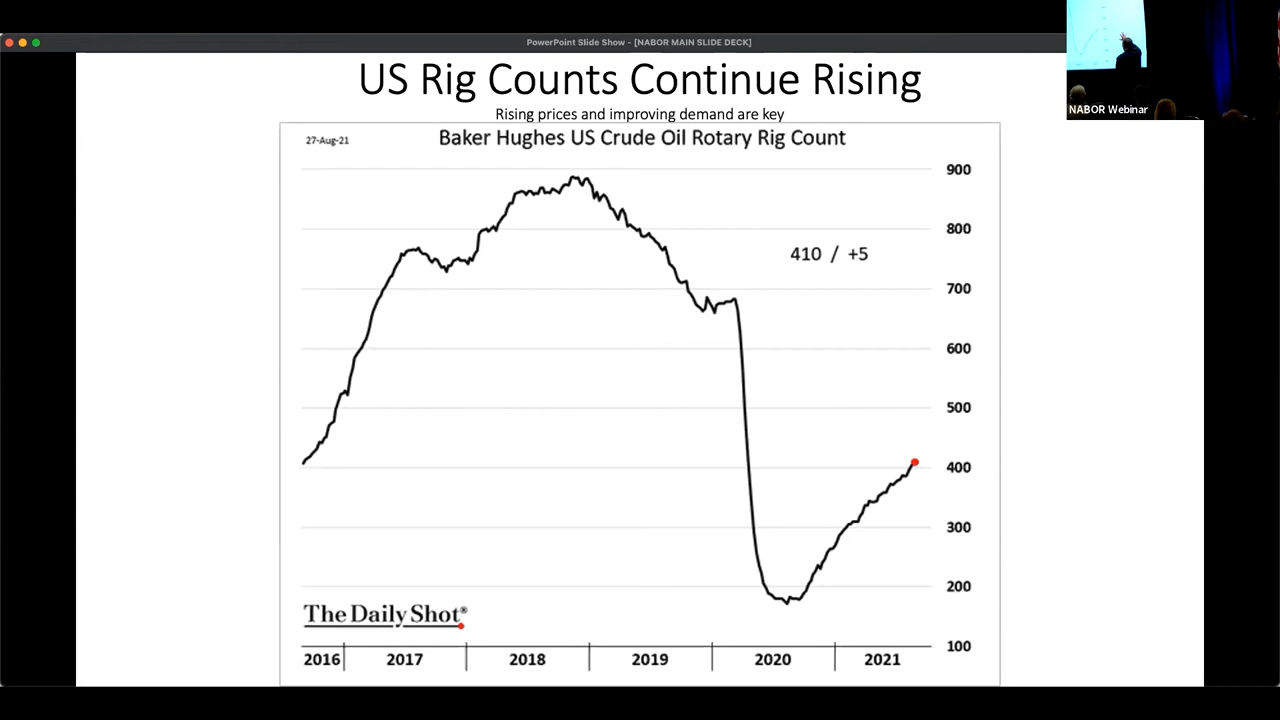 PowerPoint Slide Show - [NABOR MAIN SLIDE DECK]
US Rig Counts Continue Rising
Rising prices and improving demand are key
NABOR Webinar
27-Aug-21
Baker Hughes US Crude Oil Rotary Rig Count
900
800
410 / +5
700
600
500
400
300
200
The Daily Shot®
100
2016 2017 2018 2019 2020 2021